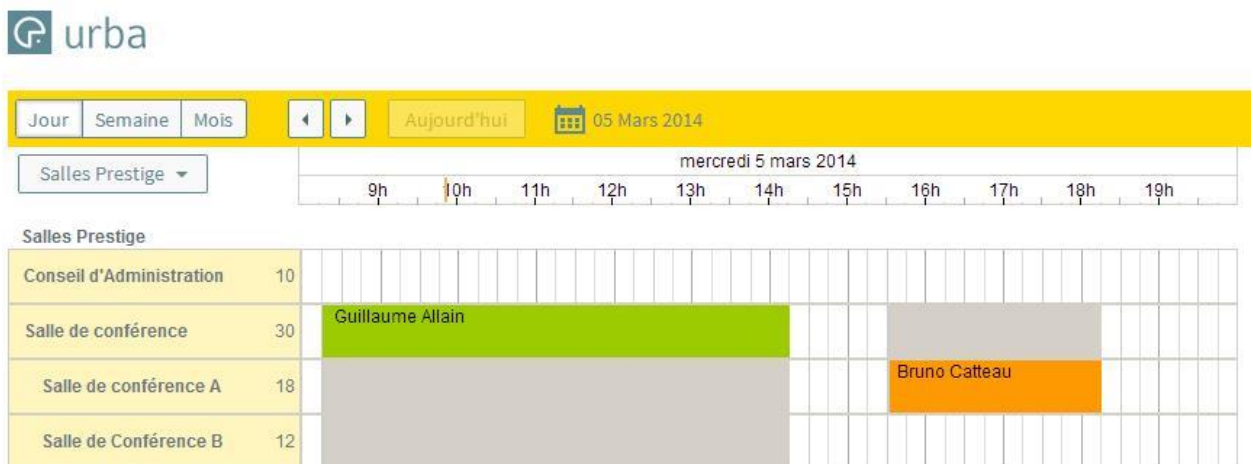 urba
Jour Semaine Mois Aujourd'hui 05 Mars 2014
Salles Prestige mercredi 5 mars 2014
9h 10h 11h 12h 13h 14h 15h 16h 17h 18h 19h
Salles Prestige
Conseil d'Administration 10
Salle de conférence 30 Guillaume Allain
Salle de conférence A 18 Bruno Catteau
Salle de Conférence B 12